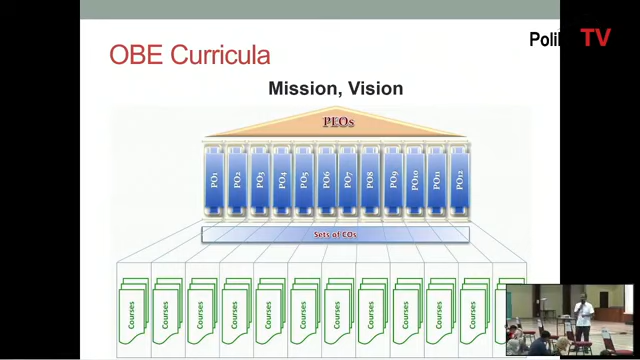 OBE Curricula
Poli TV
Mission, Vision
PEOs
PO1 PO2 PO3 PO4 PO5 PO6 PO7 PO8 PO9 PO10 PO11 PO12
Sets of COs
Courses Courses Courses Courses Courses Courses Courses Courses Courses Courses Courses